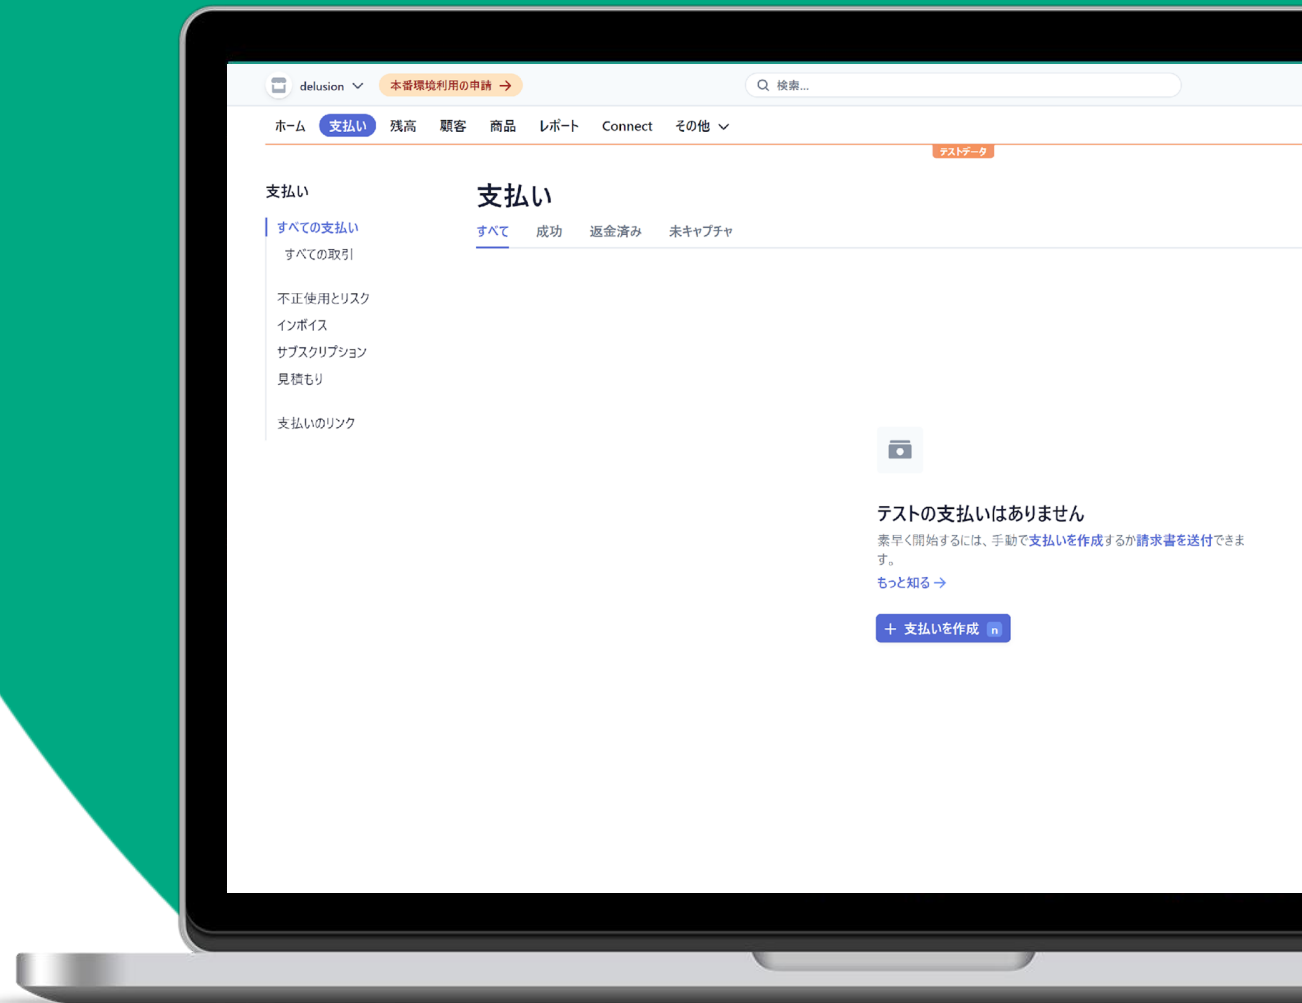 delusion
本番環境利用の申請 →
検索...
ホーム 支払い 残高 顧客 商品 レポート Connect その他
テストデータ
支払い
すべての支払い
すべての取引
不正使用とリスク
インボイス
サブスクリプション
見積もり
支払いのリンク
支払い
すべて 成功 返金済み 未キャプチャ
テストの支払いはありません
素早く開始するには、手動で支払いを作成するか請求書を送付できま
す。
もっと知る →
+ 支払いを作成 n